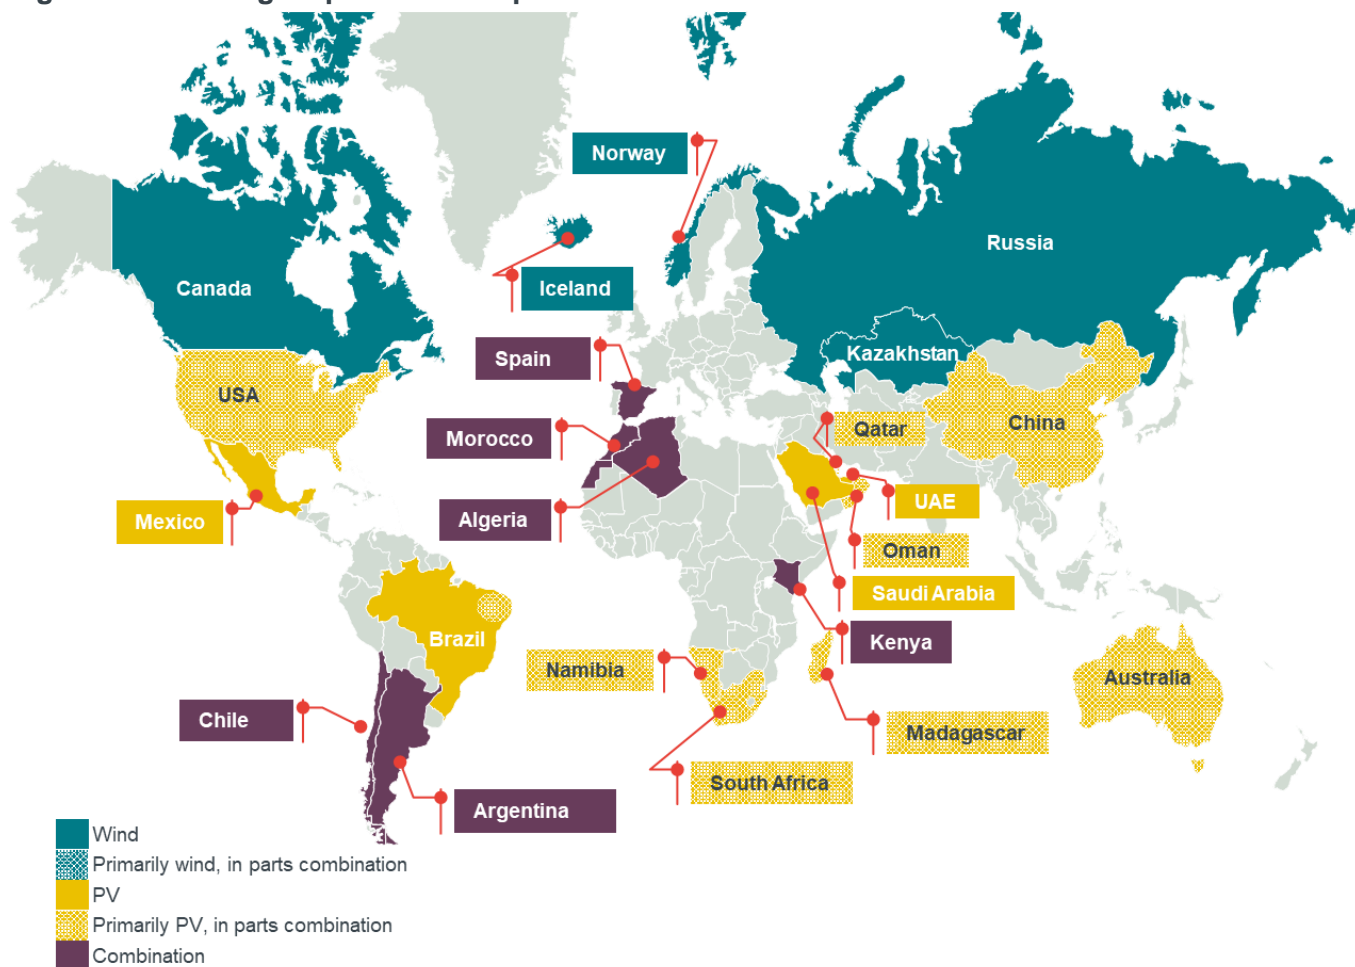 Norway
Russia
Canada
Iceland
Spain
Kazakhstan
USA
Qatar
China
Morocco
UAE
Mexico
Algeria
Oman
Saudi Arabia
Brazil
Kenya
Namibia
Australia
Chile
Madagascar
South Africa
Argentina
Wind
Primarily wind, in parts combination
PV
Primarily PV, in parts combination
Combination